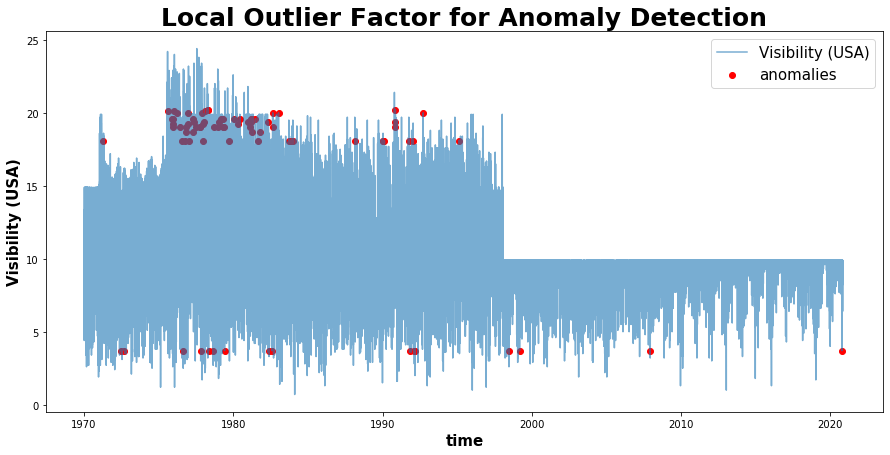 Local Outlier Factor for Anomaly Detection
Visibility (USA)
anomalies
25
20
15
10
5
0
Visibility (USA)
1970 1980 1990 2000 2010 2020
time